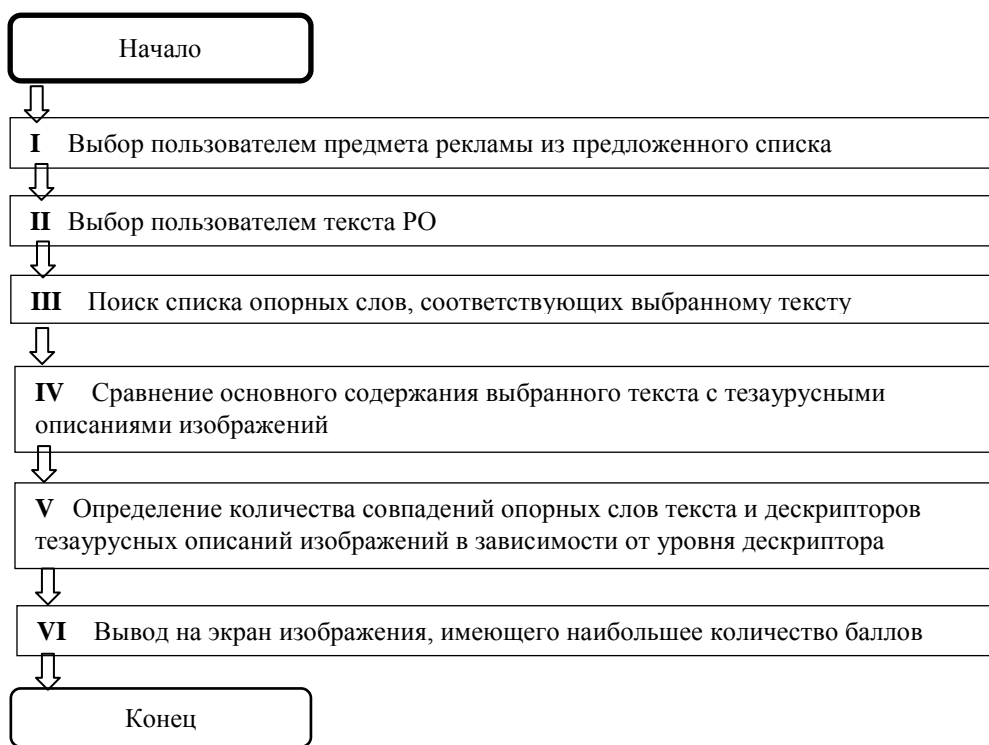 Начало
I Выбор пользователем предмета рекламы из предложенного списка
II Выбор пользователем текста РО
III Поиск списка опорных слов, соответствующих выбранному тексту
IV Сравнение основного содержания выбранного текста с тезаурусными
описаниями изображений
V Определение количества совпадений опорных слов текста и дескрипторов
тезаурусных описаний изображений в зависимости от уровня дескриптора
VI Вывод на экран изображения, имеющего наибольшее количество баллов
Конец